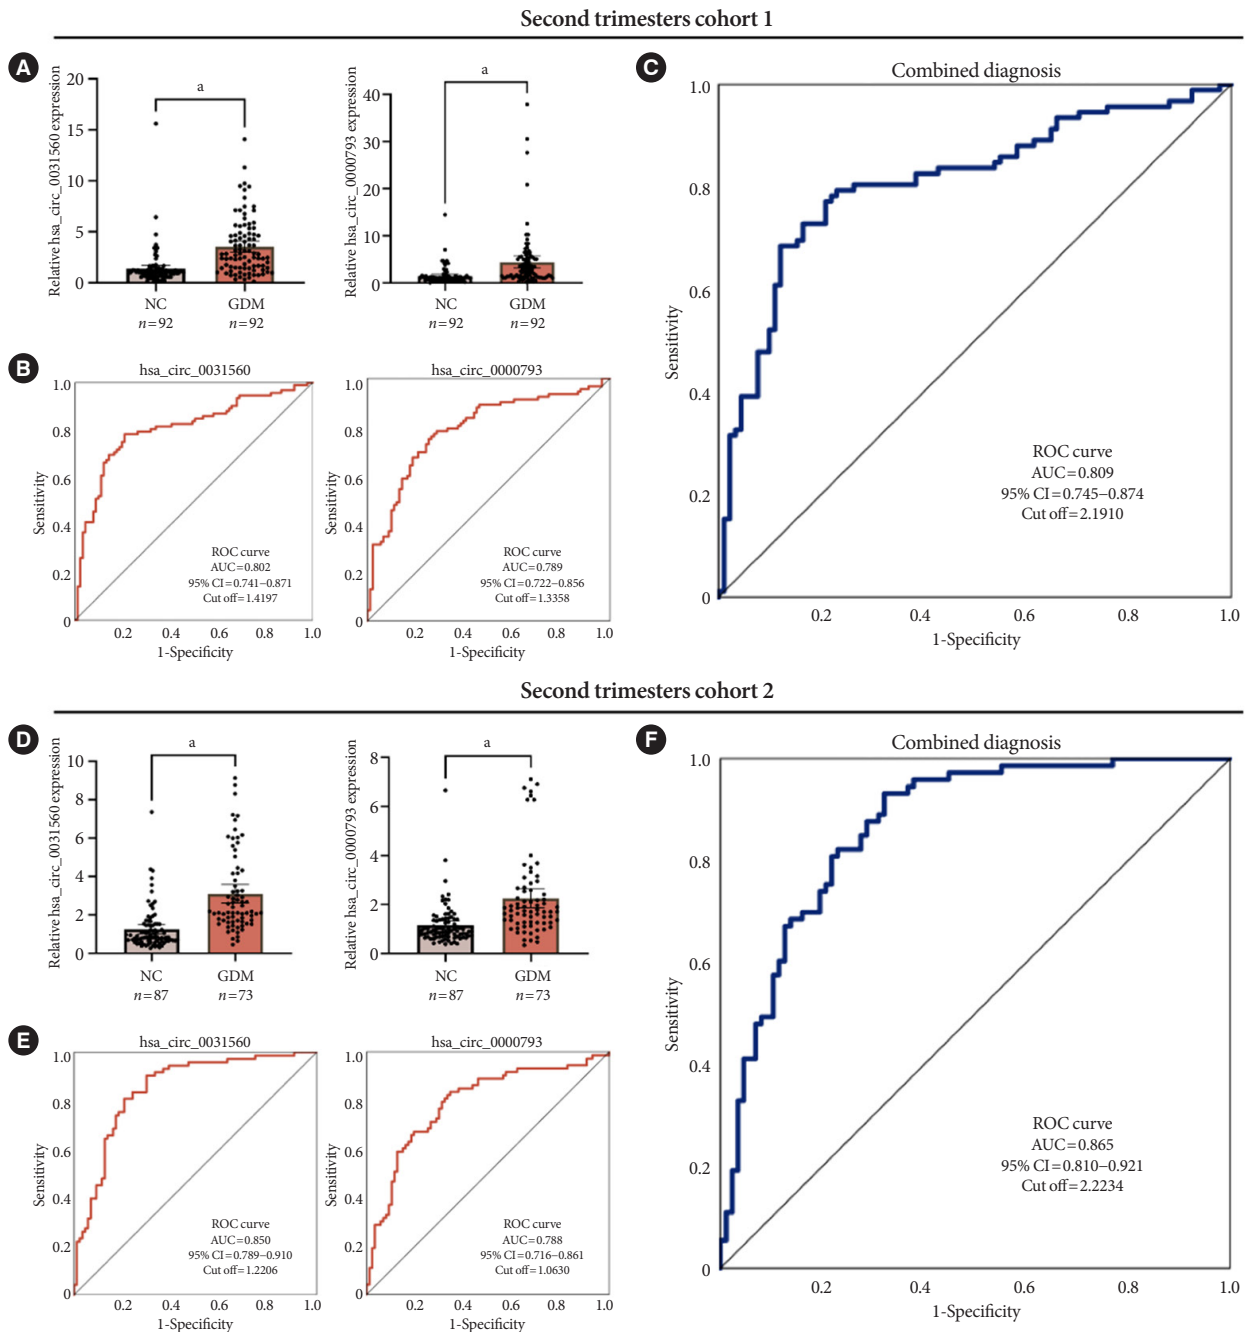 Second trimesters cohort 1
A
Relative hsa_circ_0031560 expression
20
15
10
5
0
a
NC
GDM
n=92
n=92
Relative hsa_circ_0000793 expression
40
30
20
10
0
a
NC
GDM
n=92
n=92
B
hsa_circ_0031560
Sensitivity
1.0
0.8
0.6
0.4
0.2
0
ROC curve
AUC=0.802
95% CI=0.741–0.871
Cut off=1.4197
0.2 0.4 0.6 0.8 1.0
1-Specificity
hsa_circ_0000793
Sensitivity
1.0
0.8
0.6
0.4
0.2
0
ROC curve
AUC=0.789
95% CI=0.722–0.856
Cut off=1.3358
0.2 0.4 0.6 0.8 1.0
1-Specificity
C
Combined diagnosis
Sensitivity
1.0
0.8
0.6
0.4
0.2
0
ROC curve
AUC=0.809
95% CI=0.745–0.874
Cut off=2.1910
0.2 0.4 0.6 0.8 1.0
1-Specificity
Second trimesters cohort 2
D
Relative hsa_circ_0031560 expression
10
8
6
4
2
0
a
NC
GDM
n=87
n=73
Relative hsa_circ_0000793 expression
8
6
4
2
0
a
NC
GDM
n=87
n=73
E
hsa_circ_0031560
Sensitivity
1.0
0.8
0.6
0.4
0.2
0
ROC curve
AUC=0.850
95% CI=0.789–0.910
Cut off=1.2206
0.2 0.4 0.6 0.8 1.0
1-Specificity
hsa_circ_0000793
Sensitivity
1.0
0.8
0.6
0.4
0.2
0
ROC curve
AUC=0.788
95% CI=0.716–0.861
Cut off=1.0630
0.2 0.4 0.6 0.8 1.0
1-Specificity
F
Combined diagnosis
Sensitivity
1.0
0.8
0.6
0.4
0.2
0
ROC curve
AUC=0.865
95% CI=0.810–0.921
Cut off=2.2234
0.2 0.4 0.6 0.8 1.0
1-Specificity